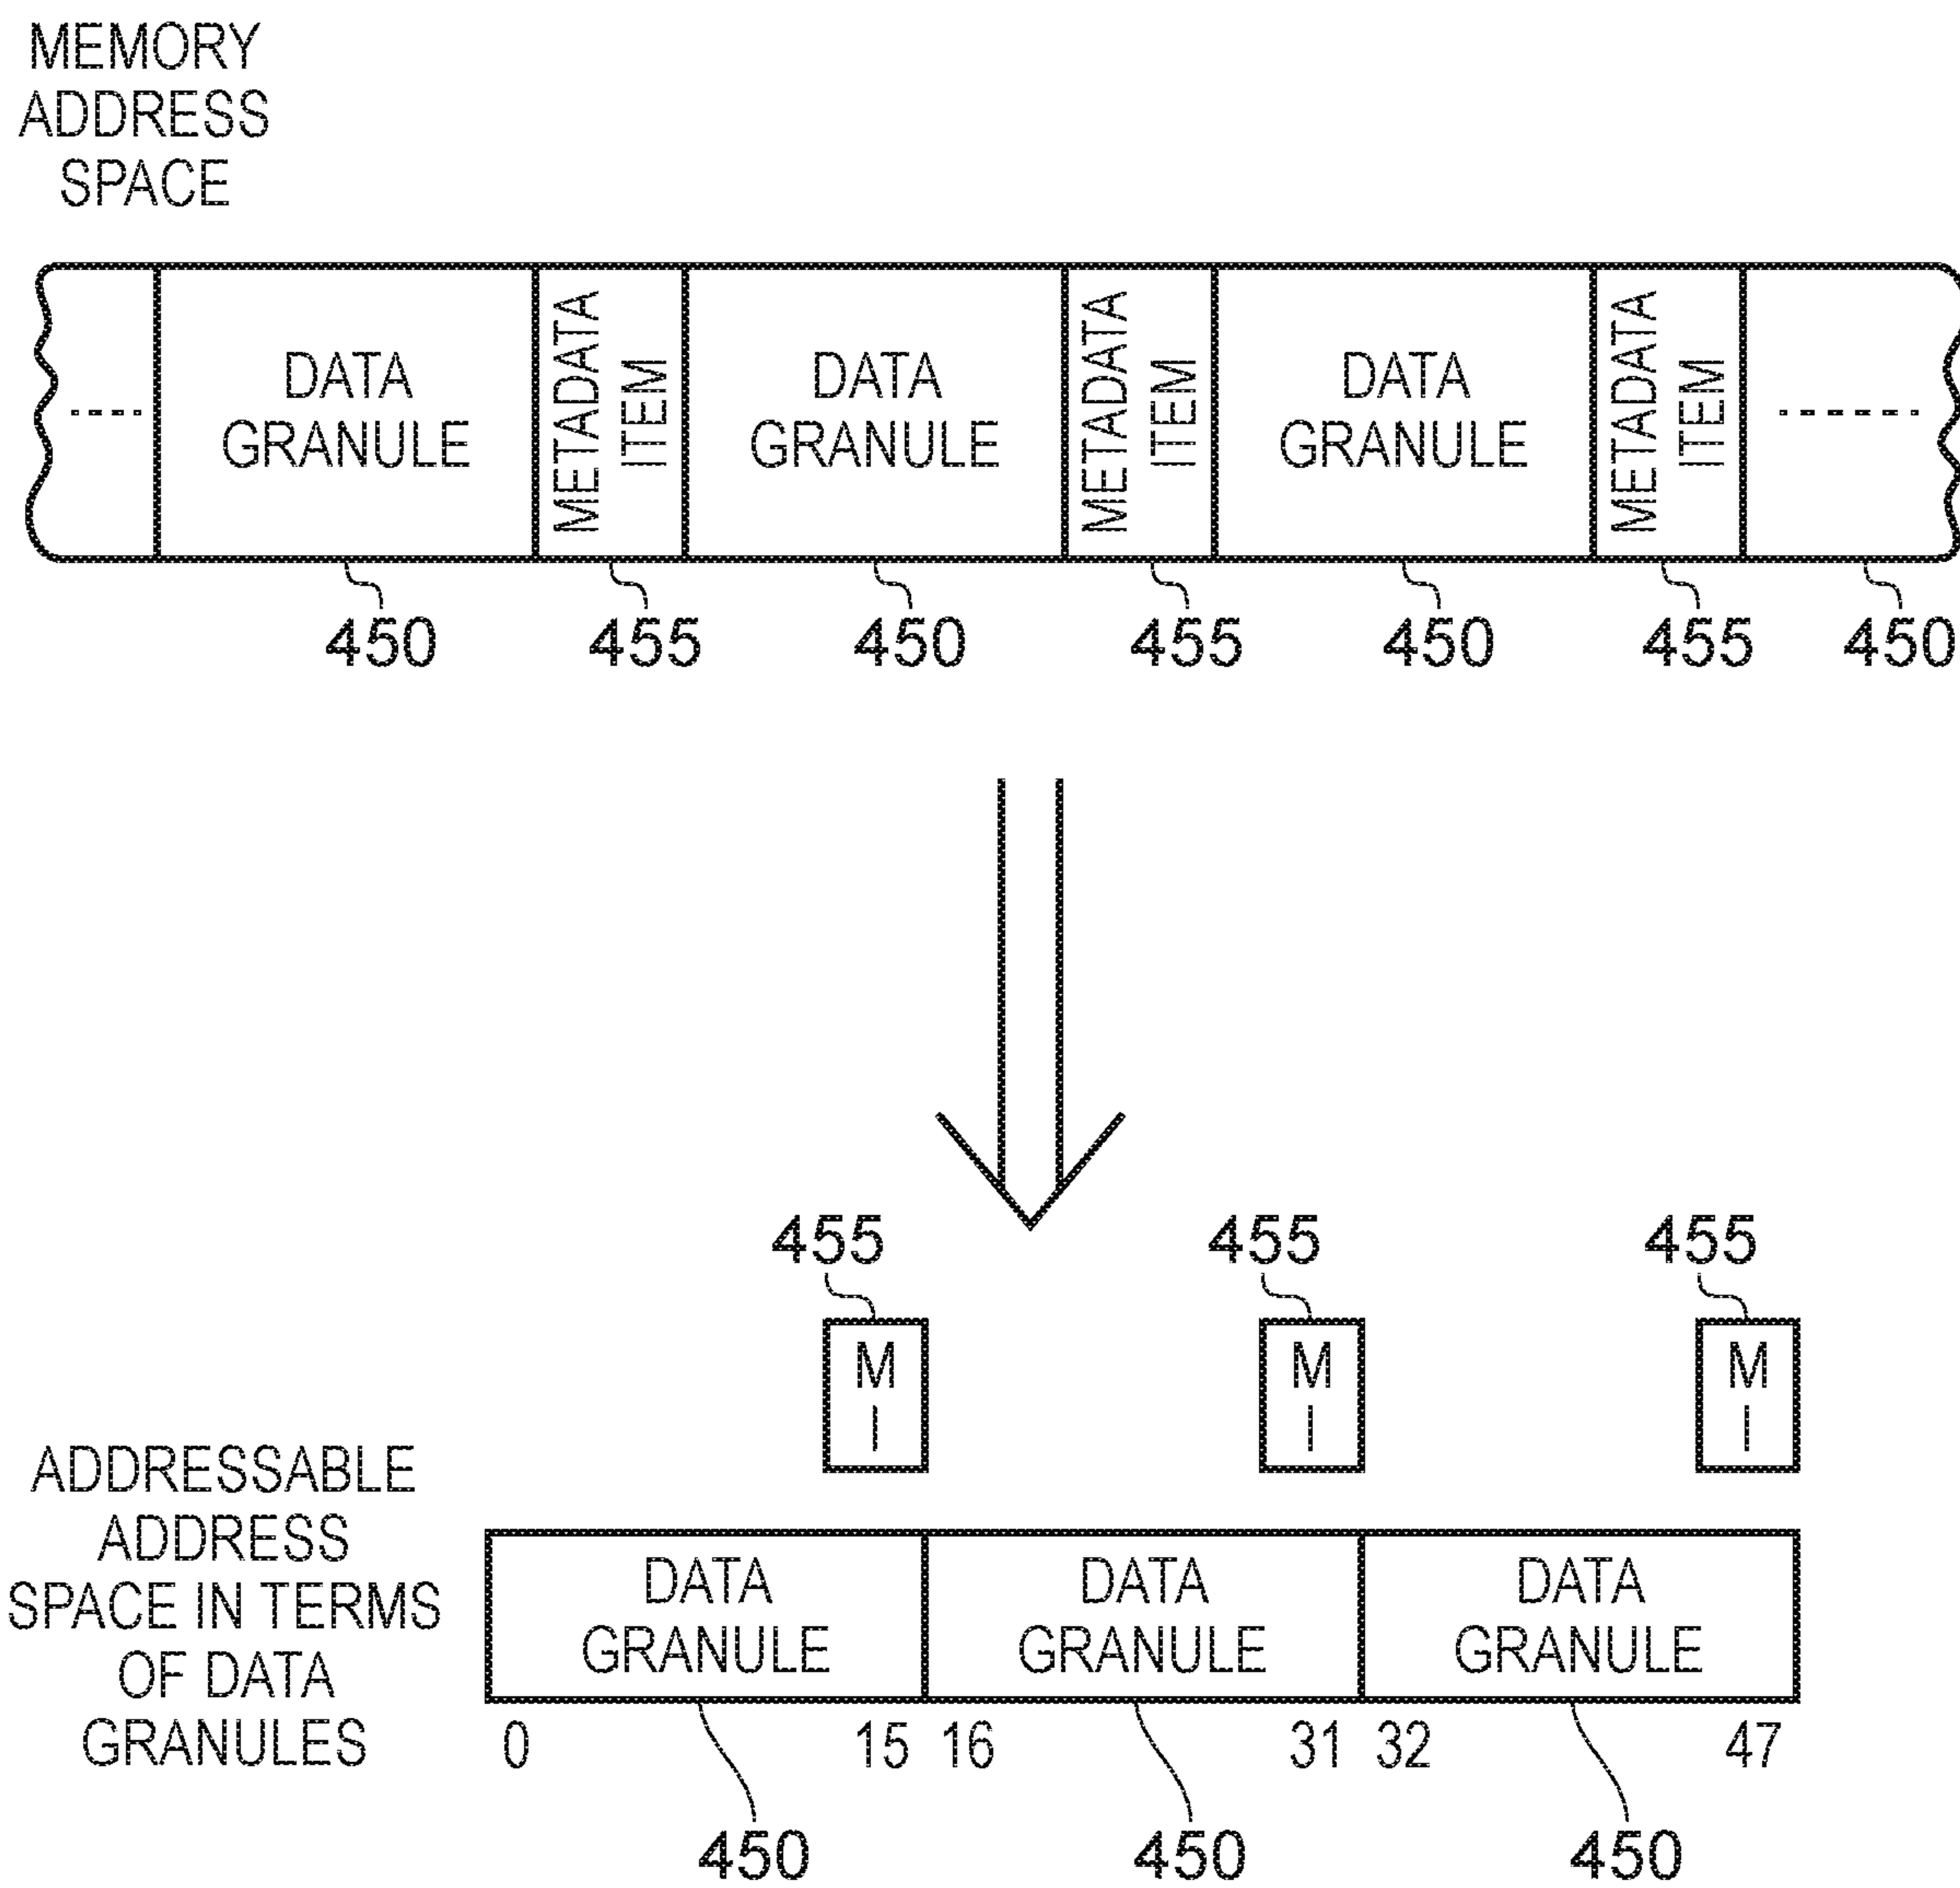 MEMORY
ADDRESS
SPACE
DATA
GRANULE
METADATA
ITEM
DATA
GRANULE
METADATA
ITEM
DATA
GRANULE
METADATA
ITEM
450 455 450 455 450 455 450
455 455 455
M
I
M
I
M
I
ADDRESSABLE
ADDRESS
SPACE IN TERMS
OF DATA
GRANULES
DATA
GRANULE
DATA
GRANULE
DATA
GRANULE
0 15 16 31 32 47
450 450 450